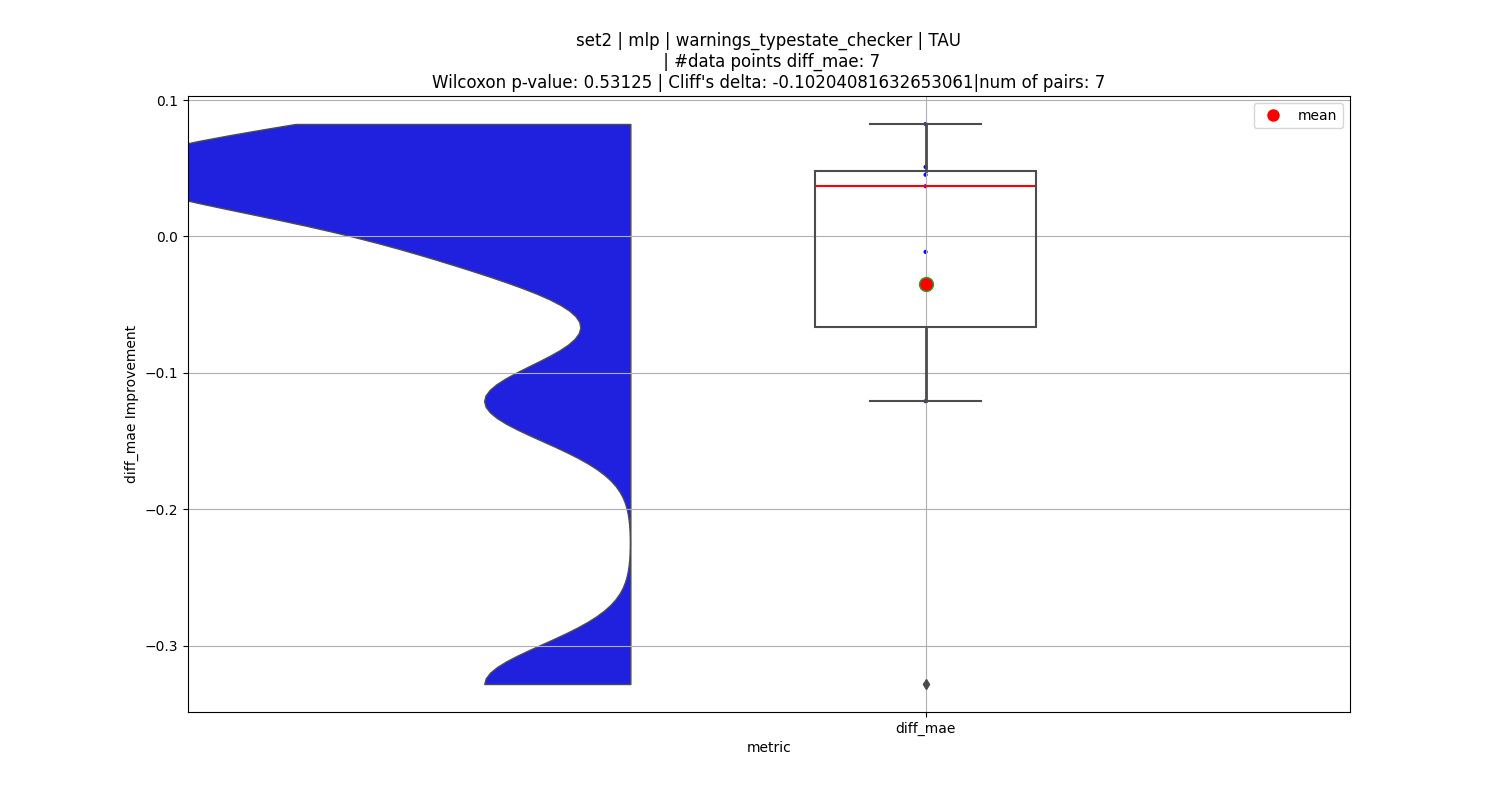 set2 | mlp | warnings_typestate_checker | TAU
| #data points diff_mae: 7
Wilcoxon p-value: 0.53125 | Cliff's delta: -0.10204081632653061|num of pairs: 7
mean
0.1
0.0
−0.1
−0.2
−0.3
diff_mae Improvement
diff_mae
metric